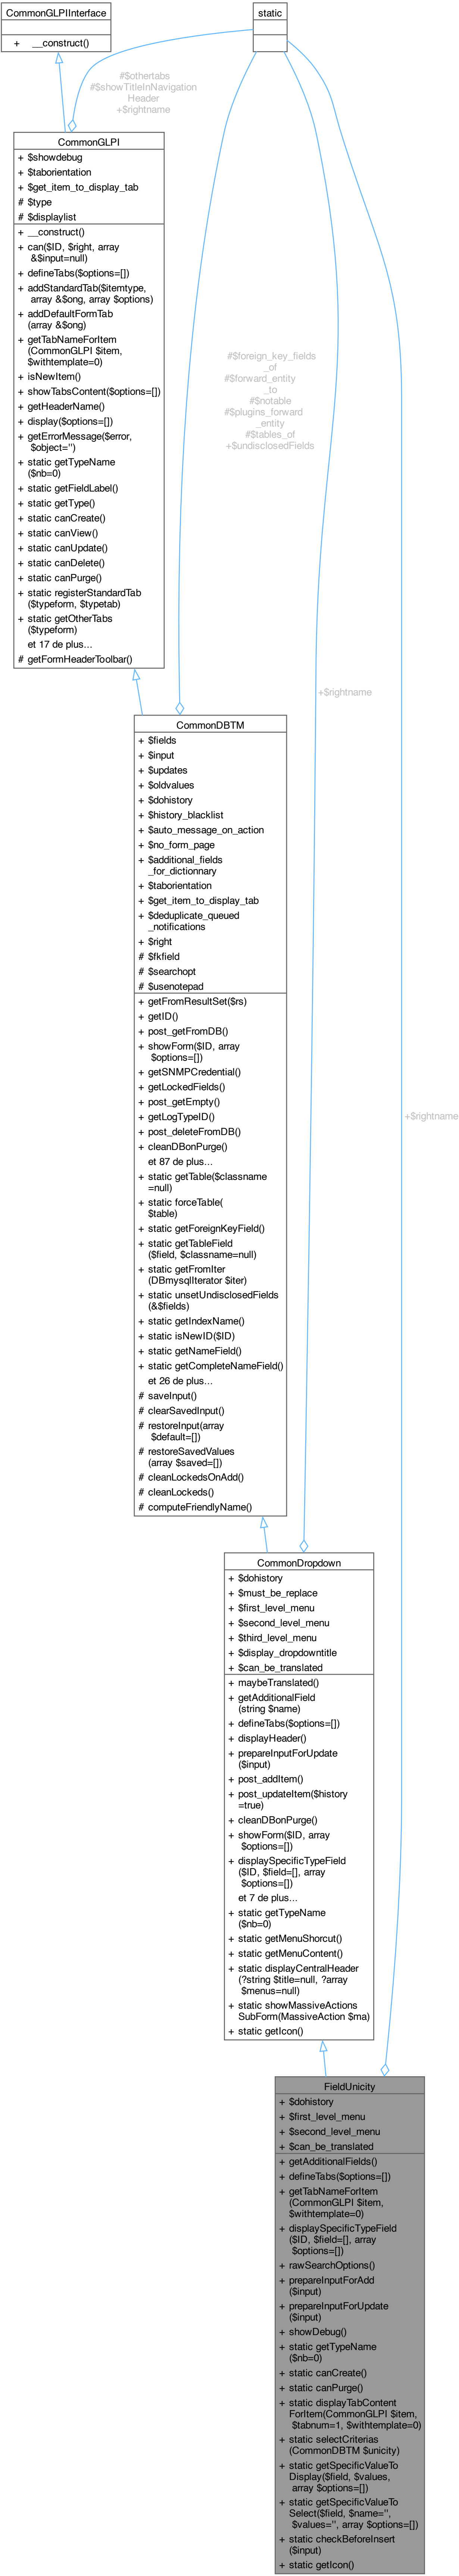 CommonGLPIInterface
+ __construct()
static
#$othertabs
#$showTitleInNavigation
Header
+$rightname
CommonGLPI
+ $showdebug
+ $taborientation
+ $get_item_to_display_tab
# $type
# $displaylist
+ __construct()
+ can($ID, $right, array
&$input=null)
+ defineTabs($options=[])
+ addStandardTab($itemtype,
array &$ong, array $options)
+ addDefaultFormTab
(array &$ong)
+ getTabNameForItem
(CommonGLPI $item,
$withtemplate=0)
+ isNewItem()
+ showTabsContent($options=[])
+ getHeaderName()
+ display($options=[])
+ getErrorMessage($error,
$object='')
+ static getTypeName
($nb=0)
+ static getFieldLabel()
+ static getType()
+ static canCreate()
+ static canView()
+ static canUpdate()
+ static canDelete()
+ static canPurge()
+ static registerStandardTab
($typeform, $typetab)
+ static getOtherTabs
($typeform)
et 17 de plus...
# getFormHeaderToolbar()
#$foreign_key_fields
_of
#$forward_entity
_to
#$notable
#$plugins_forward
_entity
#$tables_of
+$undisclosedFields
+$rightname
CommonDBTM
+ $fields
+ $input
+ $updates
+ $oldvalues
+ $dohistory
+ $history_blacklist
+ $auto_message_on_action
+ $no_form_page
+ $additional_fields
_for_dictionnary
+ $taborientation
+ $get_item_to_display_tab
+ $deduplicate_queued
_notifications
+ $right
# $fkfield
# $searchopt
# $usenotepad
+ getFromResultSet($rs)
+ getID()
+ post_getFromDB()
+ showForm($ID, array
$options=[])
+ getSNMPCredential()
+ getLockedFields()
+ post_getEmpty()
+ getLogTypeID()
+ post_deleteFromDB()
+ cleanDBonPurge()
et 87 de plus...
+ static getTable($classname
=null)
+ static forceTable(
$table)
+ static getForeignKeyField()
+ static getTableField
($field, $classname=null)
+ static getFromIter
(DBmysqlIterator $iter)
+ static unsetUndisclosedFields
(&$fields)
+ static getIndexName()
+ static isNewID($ID)
+ static getNameField()
+ static getCompleteNameField()
et 26 de plus...
# saveInput()
# clearSavedInput()
# restoreInput(array
$default=[])
# restoreSavedValues
(array $saved=[])
# cleanLockedsOnAdd()
# cleanLockeds()
# computeFriendlyName()
+$rightname
CommonDropdown
+ $dohistory
+ $must_be_replace
+ $first_level_menu
+ $second_level_menu
+ $third_level_menu
+ $display_dropdowntitle
+ $can_be_translated
+ maybeTranslated()
+ getAdditionalField
(string $name)
+ defineTabs($options=[])
+ displayHeader()
+ prepareInputForUpdate
($input)
+ post_addItem()
+ post_updateItem($history
=true)
+ cleanDBonPurge()
+ showForm($ID, array
$options=[])
+ displaySpecificTypeField
($ID, $field=[], array
$options=[])
et 7 de plus...
+ static getTypeName
($nb=0)
+ static getMenuShorcut()
+ static getMenuContent()
+ static displayCentralHeader
(?string $title=null, ?array
$menus=null)
+ static showMassiveActions
SubForm(MassiveAction $ma)
+ static getIcon()
FieldUnicity
+ $dohistory
+ $first_level_menu
+ $second_level_menu
+ $can_be_translated
+ getAdditionalFields()
+ defineTabs($options=[])
+ getTabNameForItem
(CommonGLPI $item,
$withtemplate=0)
+ displaySpecificTypeField
($ID, $field=[], array
$options=[])
+ rawSearchOptions()
+ prepareInputForAdd
($input)
+ prepareInputForUpdate
($input)
+ showDebug()
+ static getTypeName
($nb=0)
+ static canCreate()
+ static canPurge()
+ static displayTabContent
ForItem(CommonGLPI $item,
$tabnum=1, $withtemplate=0)
+ static selectCriterias
(CommonDBTM $unicity)
+ static getSpecificValueTo
Display($field, $values,
array $options=[])
+ static getSpecificValueTo
Select($field, $name='',
$values='', array $options=[])
+ static checkBeforeInsert
($input)
+ static getIcon()